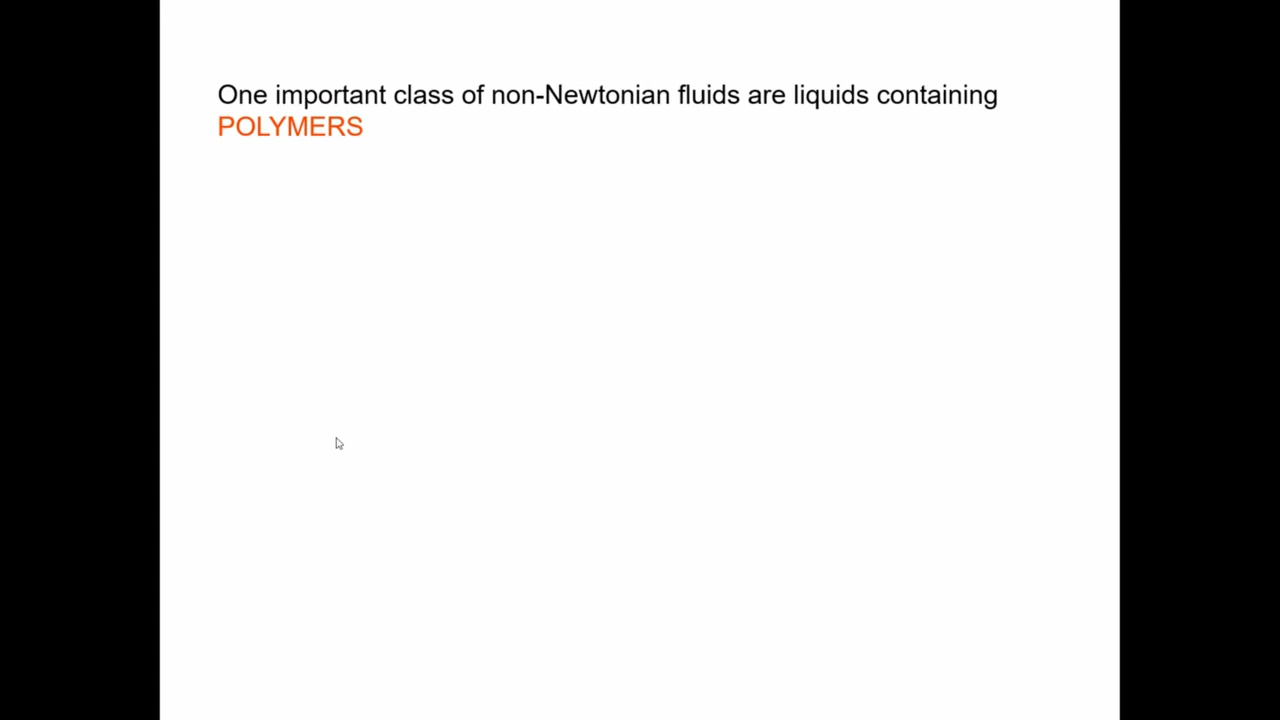 One important class of non-Newtonian fluids are liquids containing
POLYMERS